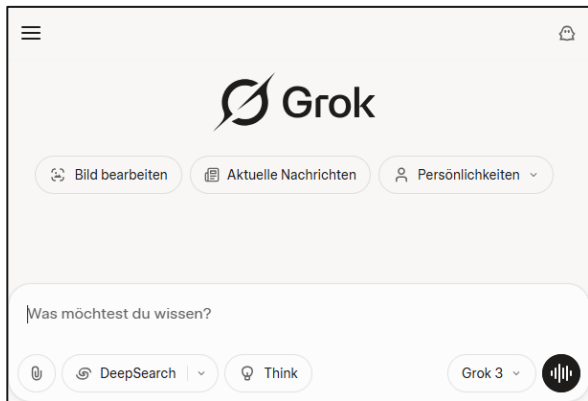 Grok
Bild bearbeiten Aktuelle Nachrichten Persönlichkeiten
Was möchtest du wissen?
DeepSearch Think Grok 3